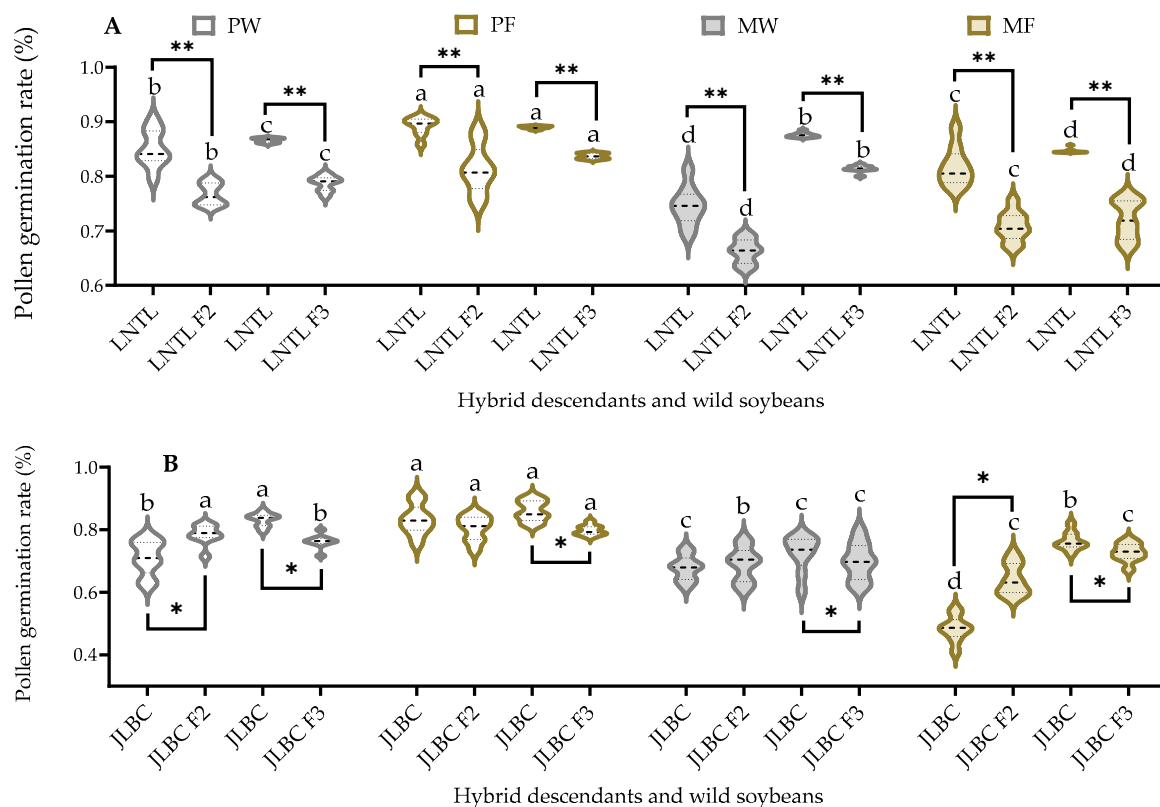 A
PW PF MW MF
Pollen germination rate (%)
1.0
0.9
0.8
0.7
0.6
** ** ** ** ** ** ** **
b b c c a a a a d d b b c c d d
LNTL LNTL F2 LNTL LNTL F3 LNTL LNTL F2 LNTL LNTL F3 LNTL LNTL F2 LNTL LNTL F3 LNTL LNTL F2 LNTL LNTL F3
Hybrid descendants and wild soybeans
B
Pollen germination rate (%)
1.0
0.8
0.6
0.4
b a a b a a a a c b c c d c b c
* * * * * *
JLBC JLBC F2 JLBC JLBC F3 JLBC JLBC F2 JLBC JLBC F3 JLBC JLBC F2 JLBC JLBC F3 JLBC JLBC F2 JLBC JLBC F3
Hybrid descendants and wild soybeans